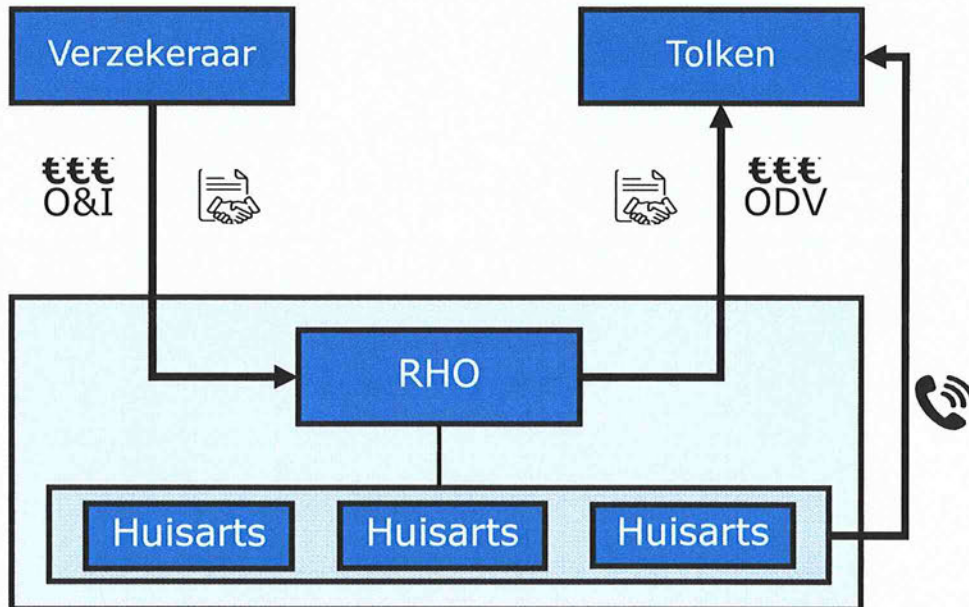 Verzekeraar
Tolken
€€€
O&I
€€€
ODV
RHO
Huisarts
Huisarts
Huisarts